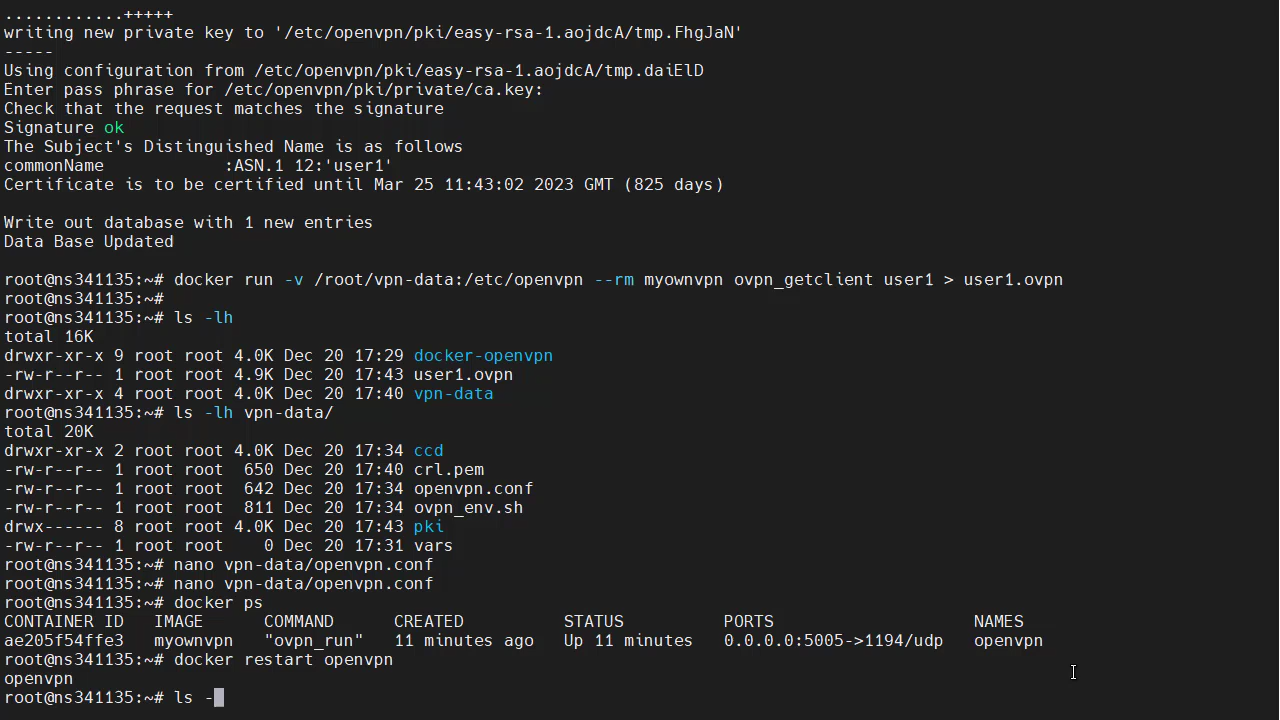 ............+++++
writing new private key to '/etc/openvpn/pki/easy-rsa-1.aojdcA/tmp.FhgJaN'
-----
Using configuration from /etc/openvpn/pki/easy-rsa-1.aojdcA/tmp.daiElD
Enter pass phrase for /etc/openvpn/pki/private/ca.key:
Check that the request matches the signature
Signature ok
The Subject's Distinguished Name is as follows
commonName            :ASN.1 12:'user1'
Certificate is to be certified until Mar 25 11:43:02 2023 GMT (825 days)

Write out database with 1 new entries
Data Base Updated

root@ns341135:~# docker run -v /root/vpn-data:/etc/openvpn --rm myownvpn ovpn_getclient user1 > user1.ovpn
root@ns341135:~#
root@ns341135:~# ls -lh
total 16K
drwxr-xr-x 9 root root 4.0K Dec 20 17:29 docker-openvpn
-rw-r--r-- 1 root root 4.9K Dec 20 17:43 user1.ovpn
drwxr-xr-x 4 root root 4.0K Dec 20 17:40 vpn-data
root@ns341135:~# ls -lh vpn-data/
total 20K
drwxr-xr-x 2 root root 4.0K Dec 20 17:34 ccd
-rw-r--r-- 1 root root  650 Dec 20 17:40 crl.pem
-rw-r--r-- 1 root root  642 Dec 20 17:34 openvpn.conf
-rw-r--r-- 1 root root  811 Dec 20 17:34 ovpn_env.sh
drwx------ 8 root root 4.0K Dec 20 17:43 pki
-rw-r--r-- 1 root root    0 Dec 20 17:31 vars
root@ns341135:~# nano vpn-data/openvpn.conf
root@ns341135:~# nano vpn-data/openvpn.conf
root@ns341135:~# docker ps
CONTAINER ID   IMAGE      COMMAND      CREATED          STATUS          PORTS                    NAMES
ae205f54ffe3   myownvpn   "ovpn_run"   11 minutes ago   Up 11 minutes   0.0.0.0:5005->1194/udp   openvpn
root@ns341135:~# docker restart openvpn
openvpn
root@ns341135:~# ls -